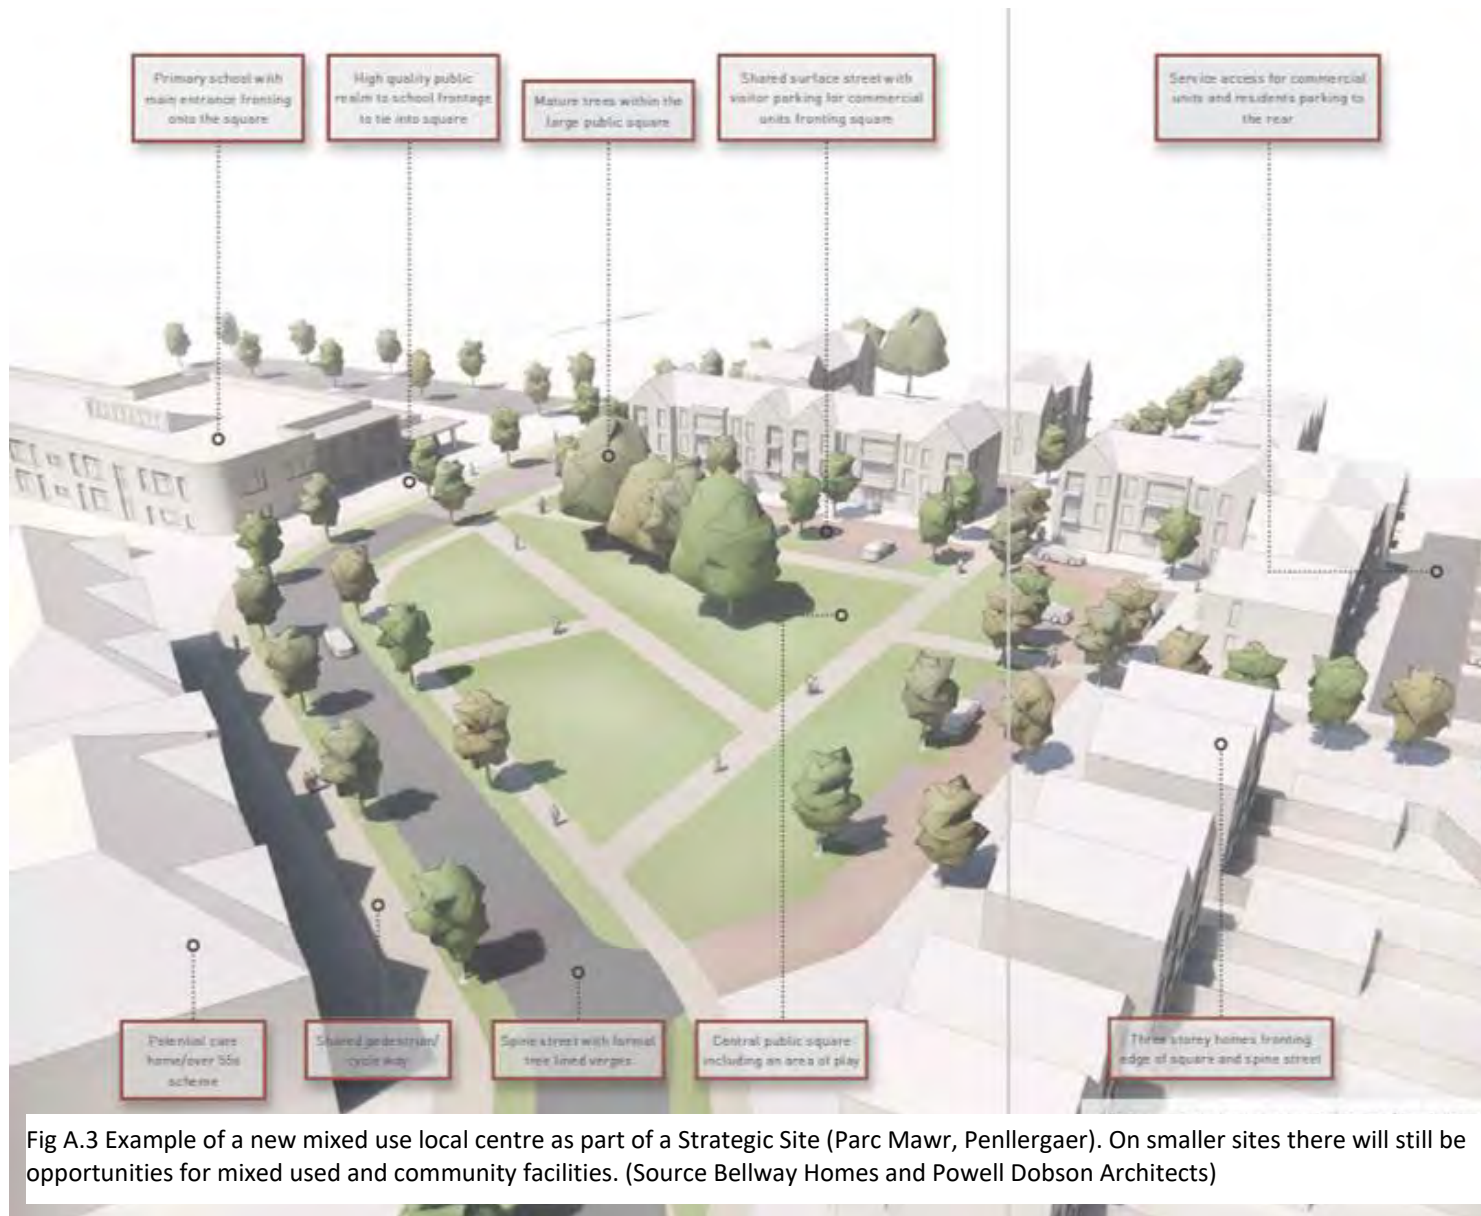 Primary school with
main entrance fronting
onto the square
High quality public
realm to school frontage
to tie into square
Mature trees within the
large public square
Shared surface street with
visitor parking for commercial
units fronting square
Service access for commercial
units and residents parking to
the rear
Potential care
home/over 55s
scheme
Shared pedestrian/
cycle way
Spine street with formal
tree lined verges
Central public square
including an area of play
Three storey homes fronting
edge of square and spine street
Fig A.3 Example of a new mixed use local centre as part of a Strategic Site (Parc Mawr, Penllergaer). On smaller sites there will still be
opportunities for mixed used and community facilities. (Source Bellway Homes and Powell Dobson Architects)